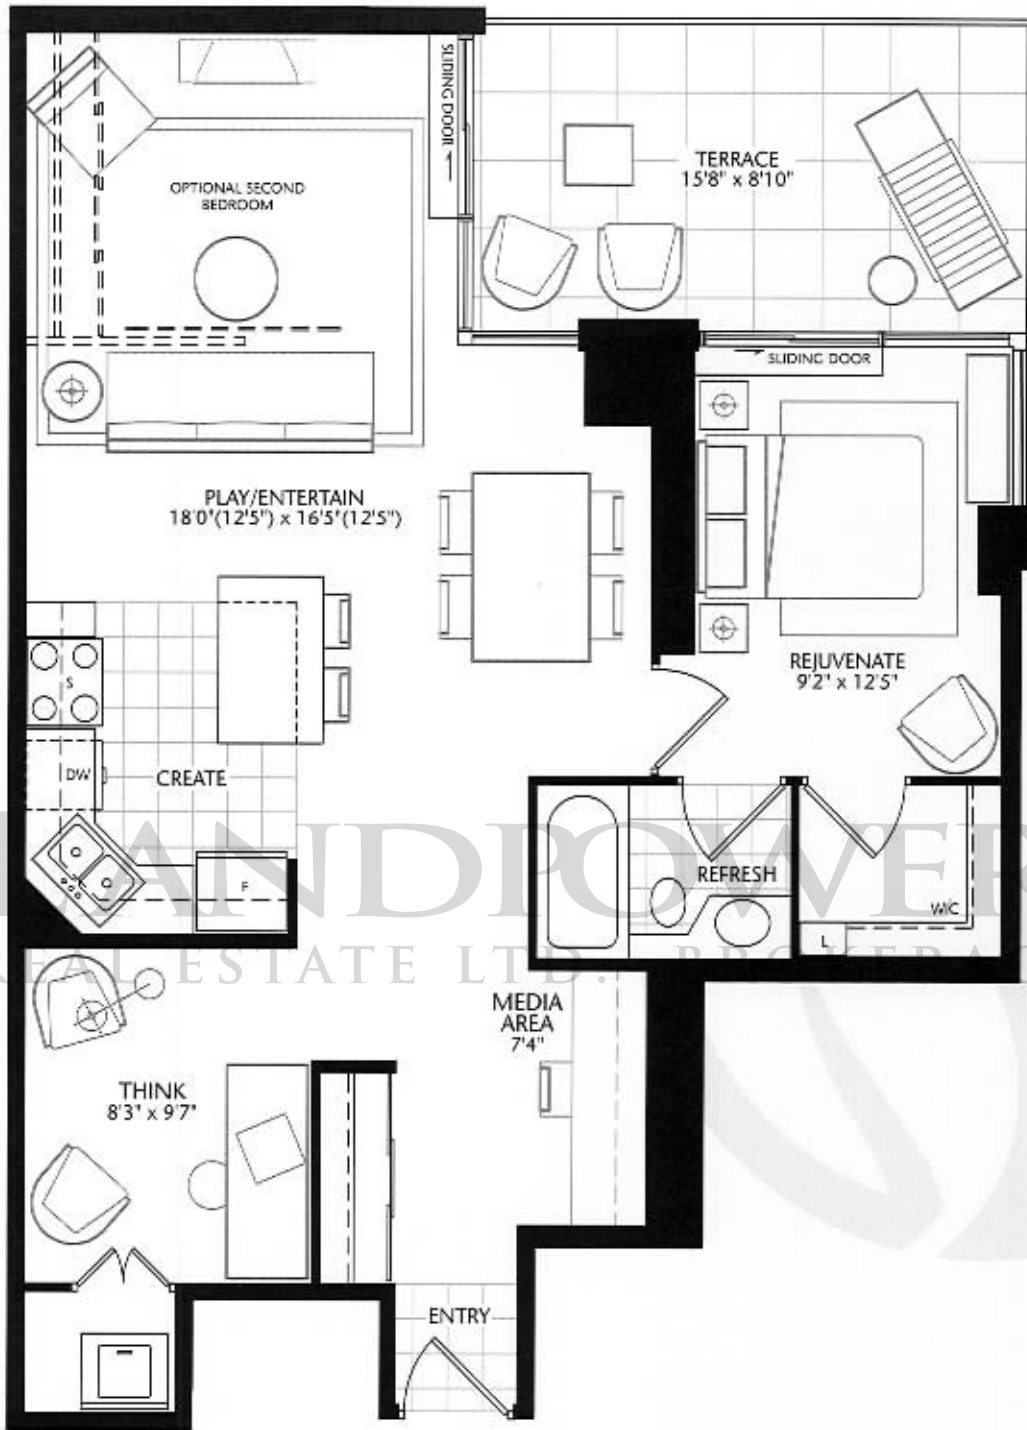 SLIDING DOOR
TERRACE
15'8" x 8'10"
OPTIONAL SECOND
BEDROOM
SLIDING DOOR
PLAY/ENTERTAIN
18'0"(12'5") x 16'5"(12'5")
REJUVENATE
9'2" x 12'5"
S
DW
CREATE
F
REFRESH
WIC
L
LANDPOWER
REAL ESTATE LTD. BROKERA
MEDIA
AREA
7'4"
THINK
8'3" x 9'7"
ENTRY